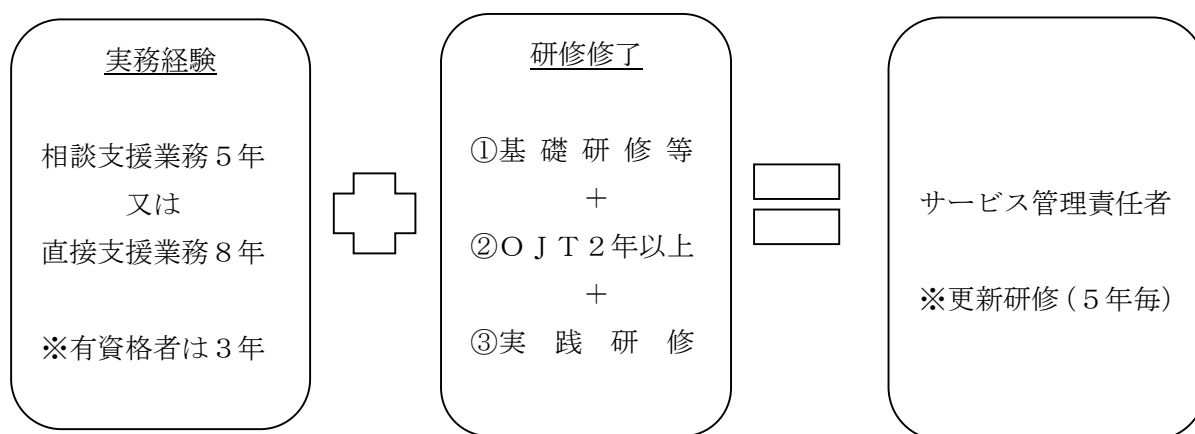 実務経験
相談支援業務５年
又は
直接支援業務８年
※有資格者は３年
研修修了
①基礎研修等
＋
②ＯＪＴ２年以上
＋
③実践研修
サービス管理責任者
※更新研修（５年毎）